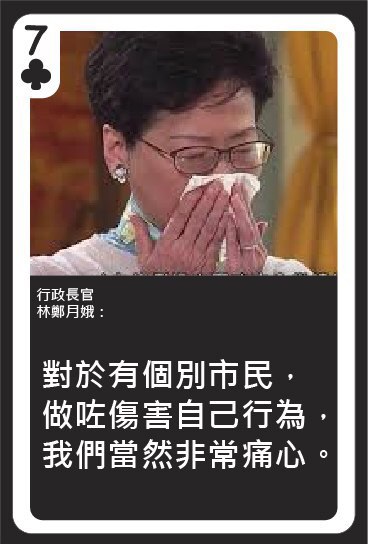 7
行政長官
林鄭月娥：
對於有個別市民，
做咗傷害自己行為，
我們當然非常痛心。